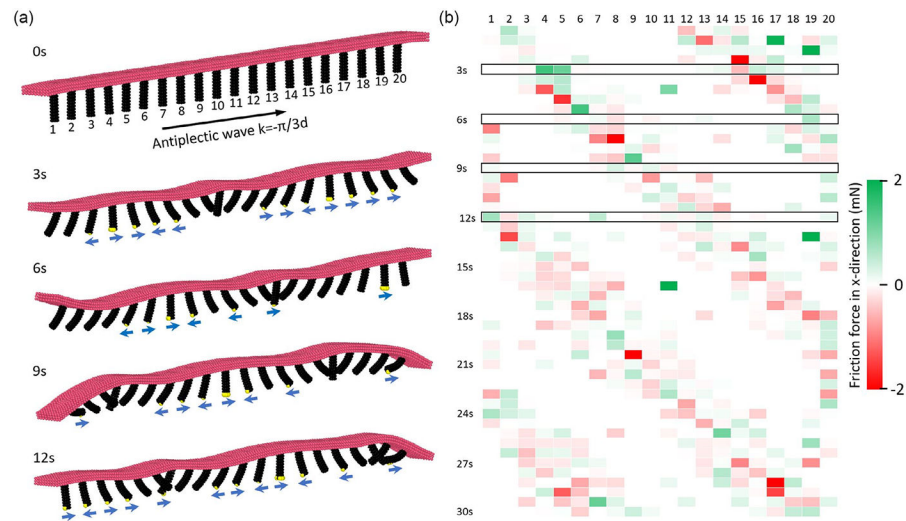 (a)
0s
1 2 3 4 5 6 7 8 9 10 11 12 13 14 15 16 17 18 19 20
Antiplectic wave k=-π/3d
3s
6s
9s
12s
(b)
1 2 3 4 5 6 7 8 9 10 11 12 13 14 15 16 17 18 19 20
3s
6s
9s
12s
15s
18s
21s
24s
27s
30s
2
0
-2
Friction force in x-direction (mN)